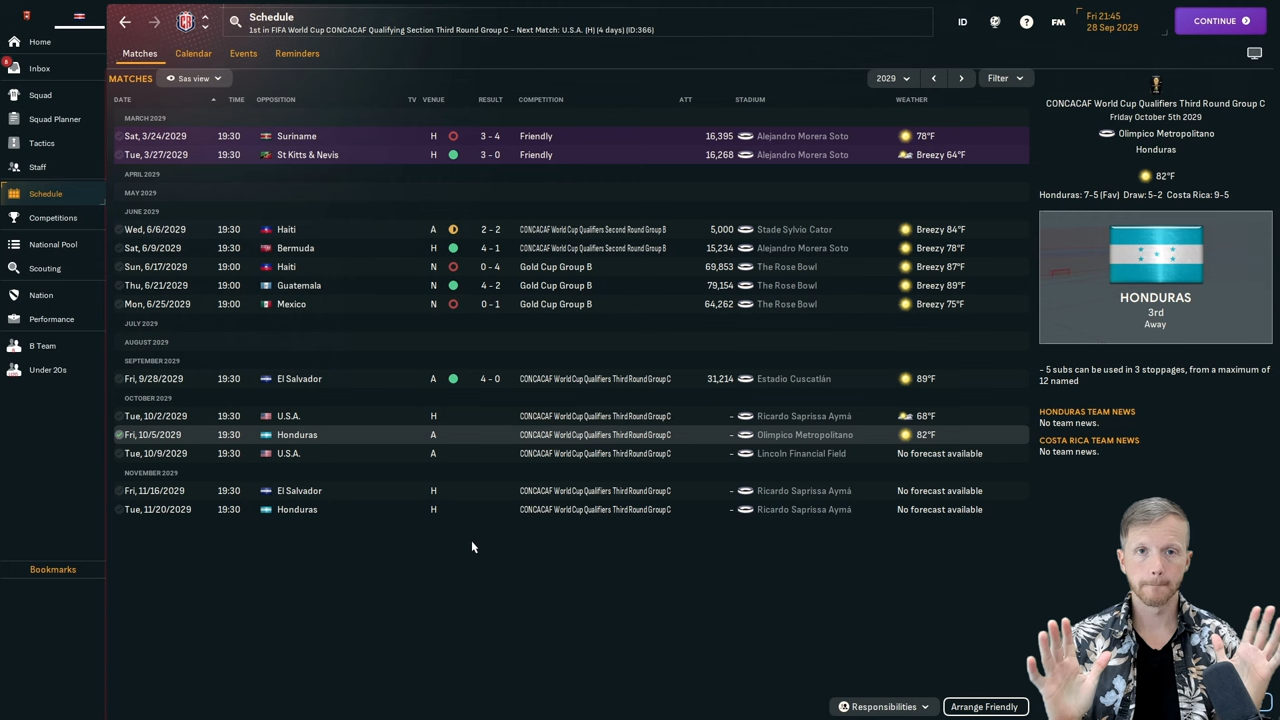 Schedule
1st in FIFA World Cup CONCACAF Qualifying Section Third Round Group C - Next Match: U.S.A. (H) (4 days) (ID:366)
ID
FM
Fri 21:45
28 Sep 2029
CONTINUE
Home
6
Inbox
Squad
Squad Planner
Tactics
Staff
Schedule
Competitions
National Pool
Scouting
Nation
Performance
B Team
Under 20s
Bookmarks
Matches Calendar Events Reminders
MATCHES Sas view 2029 Filter
DATE TIME OPPOSITION TV VENUE RESULT COMPETITION ATT STADIUM WEATHER
MARCH 2029
Sat, 3/24/2029 19:30 Suriname H 3 - 4 Friendly 16,395 Alejandro Morera Soto 78°F
Tue, 3/27/2029 19:30 St Kitts & Nevis H 3 - 0 Friendly 16,268 Alejandro Morera Soto Breezy 64°F
APRIL 2029
MAY 2029
JUNE 2029
Wed, 6/6/2029 19:30 Haiti A 2 - 2 CONCACAF World Cup Qualifiers Second Round Group B 5,000 Stade Sylvio Cator Breezy 84°F
Sat, 6/9/2029 19:30 Bermuda H 4 - 1 CONCACAF World Cup Qualifiers Second Round Group B 15,234 Alejandro Morera Soto Breezy 78°F
Sun, 6/17/2029 19:00 Haiti N 0 - 4 Gold Cup Group B 69,853 The Rose Bowl Breezy 87°F
Thu, 6/21/2029 19:00 Guatemala N 4 - 2 Gold Cup Group B 79,154 The Rose Bowl Breezy 89°F
Mon, 6/25/2029 19:00 Mexico N 0 - 1 Gold Cup Group B 64,262 The Rose Bowl Breezy 75°F
JULY 2029
AUGUST 2029
SEPTEMBER 2029
Fri, 9/28/2029 19:30 El Salvador A 4 - 0 CONCACAF World Cup Qualifiers Third Round Group C 31,214 Estadio Cuscatlán 89°F
OCTOBER 2029
Tue, 10/2/2029 19:30 U.S.A. H CONCACAF World Cup Qualifiers Third Round Group C - Ricardo Saprissa Aymá 68°F
Fri, 10/5/2029 19:30 Honduras A CONCACAF World Cup Qualifiers Third Round Group C - Olímpico Metropolitano 82°F
Tue, 10/9/2029 19:30 U.S.A. A CONCACAF World Cup Qualifiers Third Round Group C - Lincoln Financial Field No forecast available
NOVEMBER 2029
Fri, 11/16/2029 19:30 El Salvador H CONCACAF World Cup Qualifiers Third Round Group C - Ricardo Saprissa Aymá No forecast available
Tue, 11/20/2029 19:30 Honduras H CONCACAF World Cup Qualifiers Third Round Group C - Ricardo Saprissa Aymá No forecast available
CONCACAF World Cup Qualifiers Third Round Group C
Friday October 5th 2029
Olímpico Metropolitano
Honduras
82°F
Honduras: 7-5 (Fav) Draw: 5-2 Costa Rica: 9-5
HONDURAS
3rd
Away
- 5 subs can be used in 3 stoppages, from a maximum of
12 named
HONDURAS TEAM NEWS
No team news.
COSTA RICA TEAM NEWS
No team news.
Responsibilities Arrange Friendly